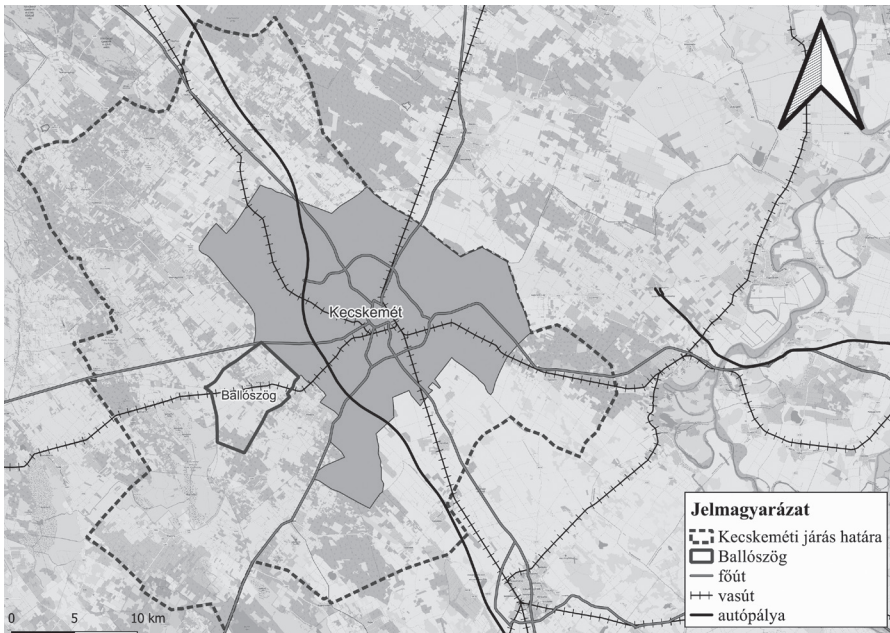 Kecskemét
Ballószög
Jelmagyarázat
Kecskeméti járás határa
Ballószög
főút
vasút
autópálya
0 5 10 km